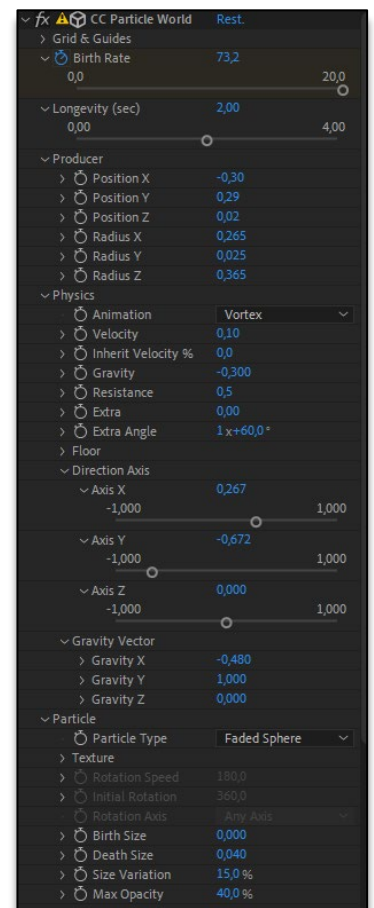 fx CC Particle World Rest.
Grid & Guides
Birth Rate 73,2
0,0 20,0
Longevity (sec) 2,00
0,00 4,00
Producer
Position X -0,30
Position Y 0,29
Position Z 0,02
Radius X 0,265
Radius Y 0,025
Radius Z 0,365
Physics
Animation Vortex
Velocity 0,10
Inherit Velocity % 0,0
Gravity -0,300
Resistance 0,5
Extra 0,00
Extra Angle 1 x+60,0 °
Floor
Direction Axis
Axis X 0,267
-1,000 1,000
Axis Y -0,672
-1,000 1,000
Axis Z 0,000
-1,000 1,000
Gravity Vector
Gravity X -0,480
Gravity Y 1,000
Gravity Z 0,000
Particle
Particle Type Faded Sphere
Texture
Rotation Speed 180,0
Initial Rotation 360,0
Rotation Axis Any Axis
Birth Size 0,000
Death Size 0,040
Size Variation 15,0 %
Max Opacity 40,0 %